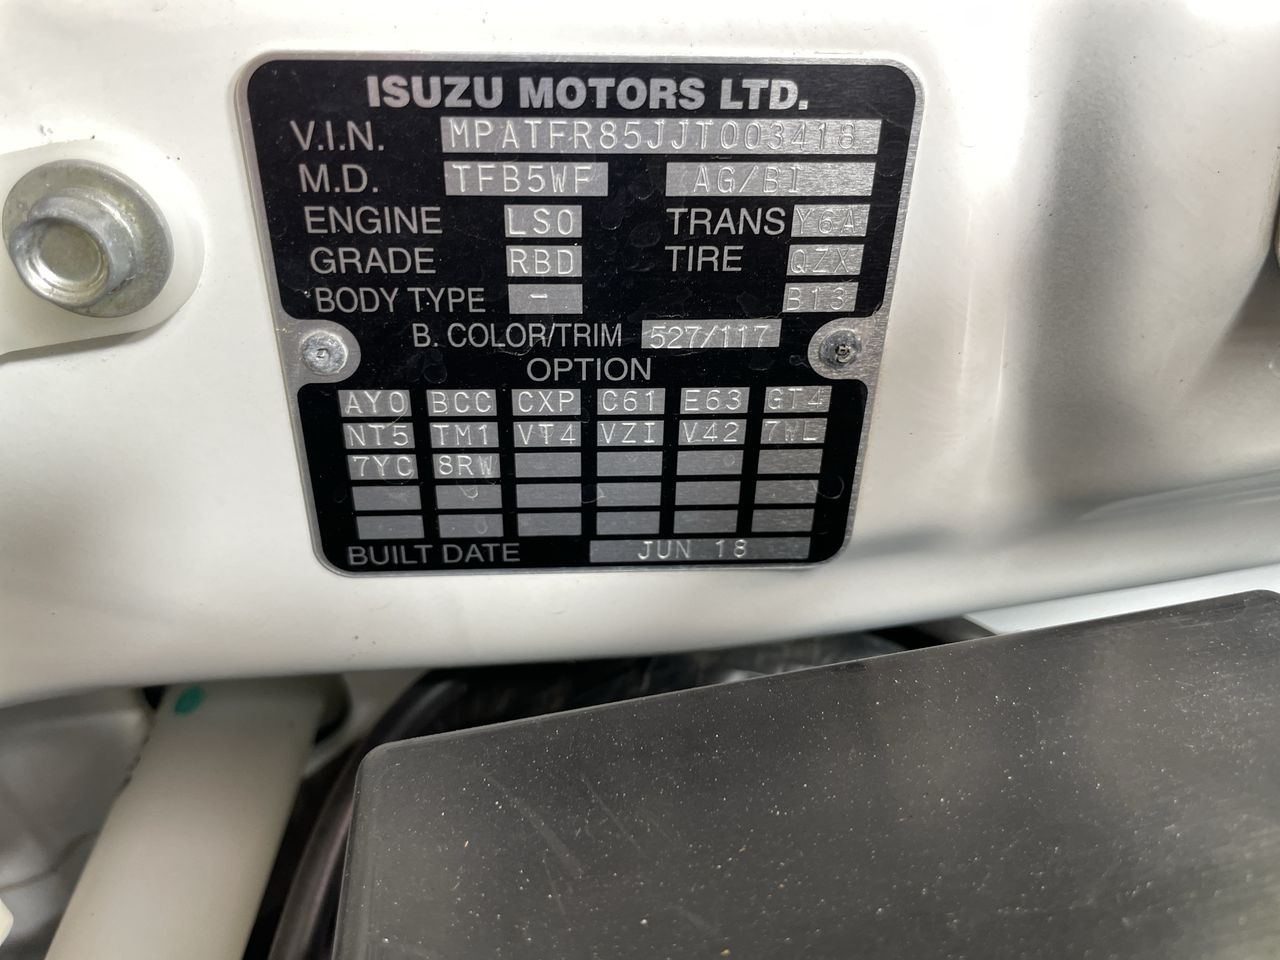 ISUZU MOTORS LTD.
V.I.N. MPATFR85JJT003418
M.D. TFB5WF AG/BI
ENGINE LSO TRANS Y6A
GRADE RBD TIRE QZX
BODY TYPE - B13
B. COLOR/TRIM 527/117
OPTION
AY0 BCC CXP C61 E63 GT4
NT5 TM1 VT4 VZI V42 7WL
7YC 8RW
BUILT DATE JUN 18